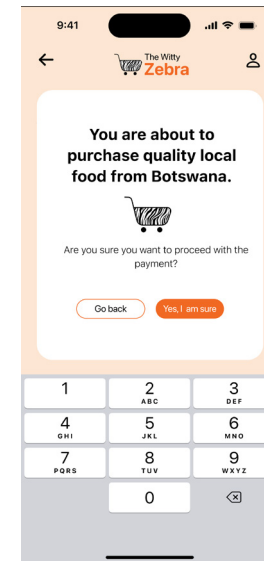 9:41
The Witty
Zebra
You are about to
purchase quality local
food from Botswana.
Are you sure you want to proceed with the
payment?
Go back
Yes, I am sure
1
2
ABC
3
DEF
4
GHI
5
JKL
6
MNO
7
PQRS
8
TUV
9
WXYZ
0